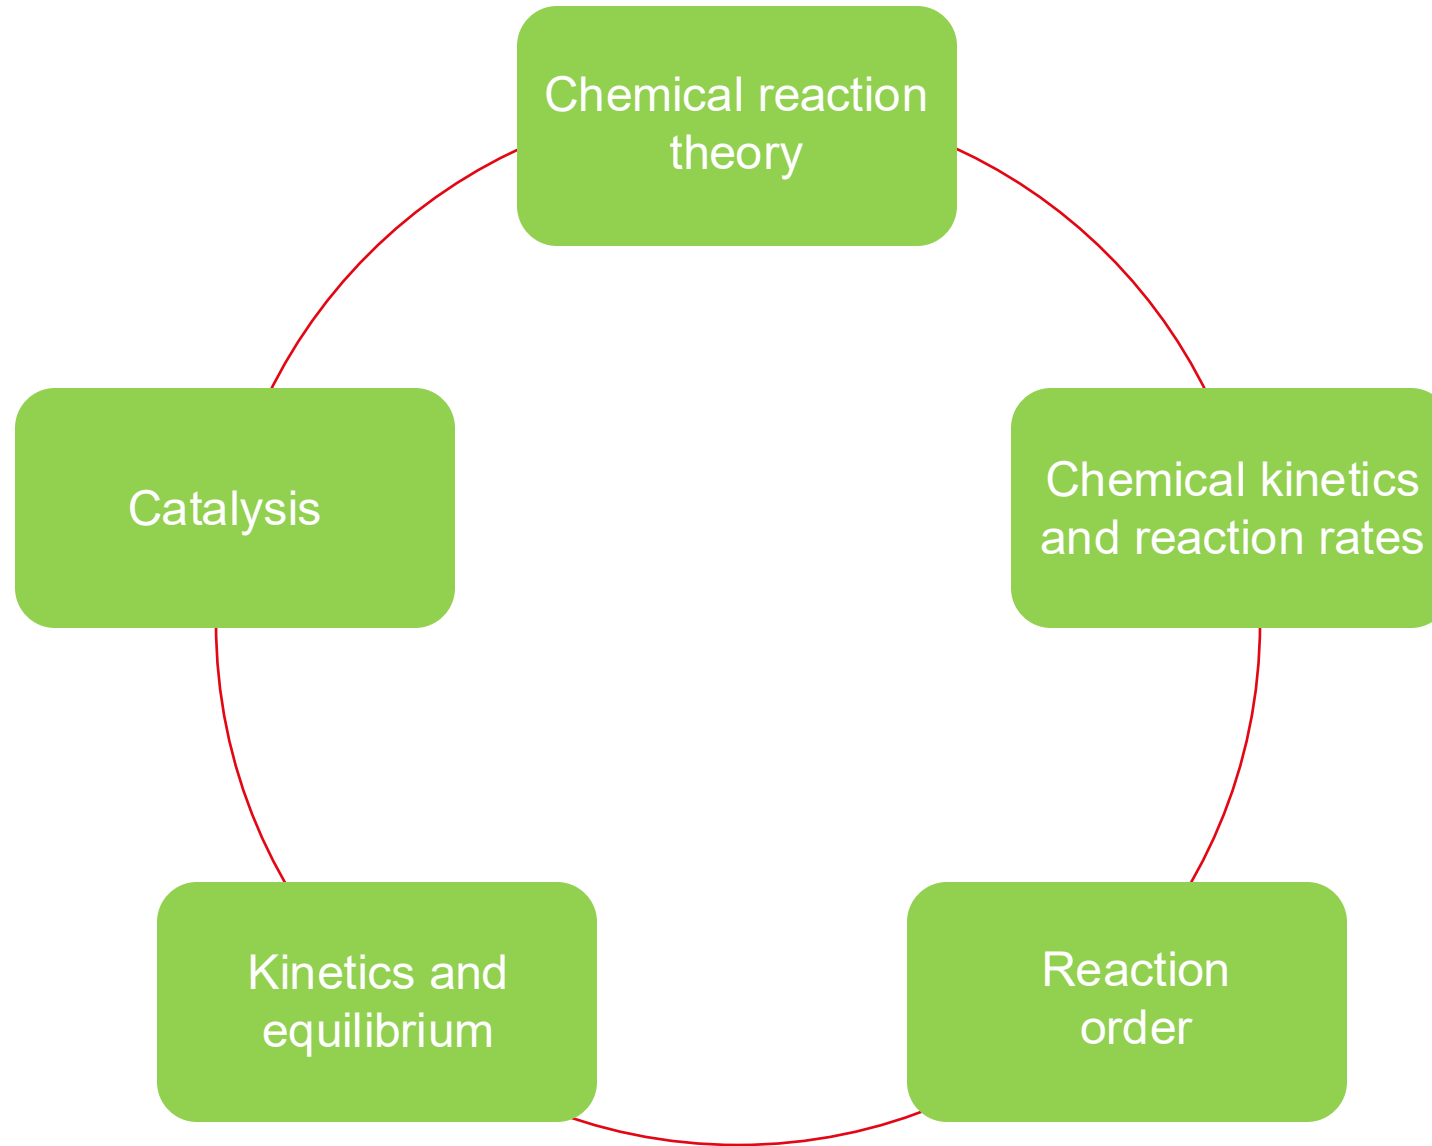 Chemical reaction
theory
Chemical kinetics
and reaction rates
Reaction
order
Kinetics and
equilibrium
Catalysis